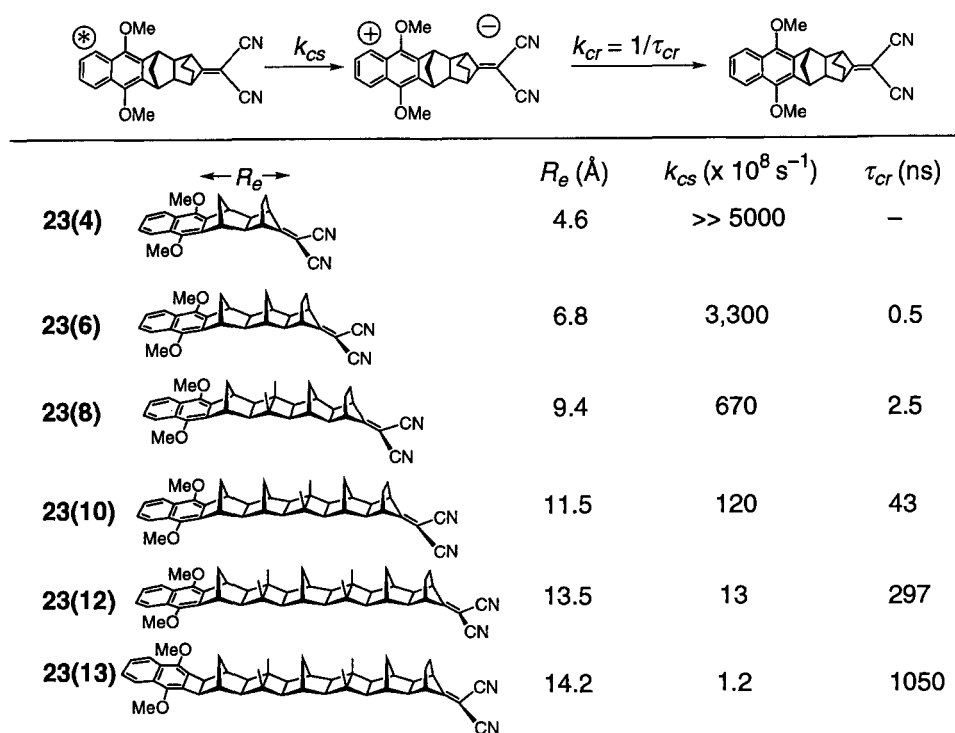 OMe OMe OMe
* CN k_cs + − CN k_cr = 1/τ_cr CN
CN CN CN
OMe OMe OMe
← R_e → R_e (Å) k_cs (x 10⁸ s⁻¹) τ_cr (ns)
MeO
23(4) 4.6 >> 5000 –
MeO CN
CN
MeO
23(6) 6.8 3,300 0.5
MeO CN
CN
MeO
23(8) 9.4 670 2.5
MeO CN
CN
MeO
23(10) 11.5 120 43
MeO CN
CN
MeO
23(12) 13.5 13 297
MeO CN
CN
MeO
23(13) 14.2 1.2 1050
MeO CN
CN